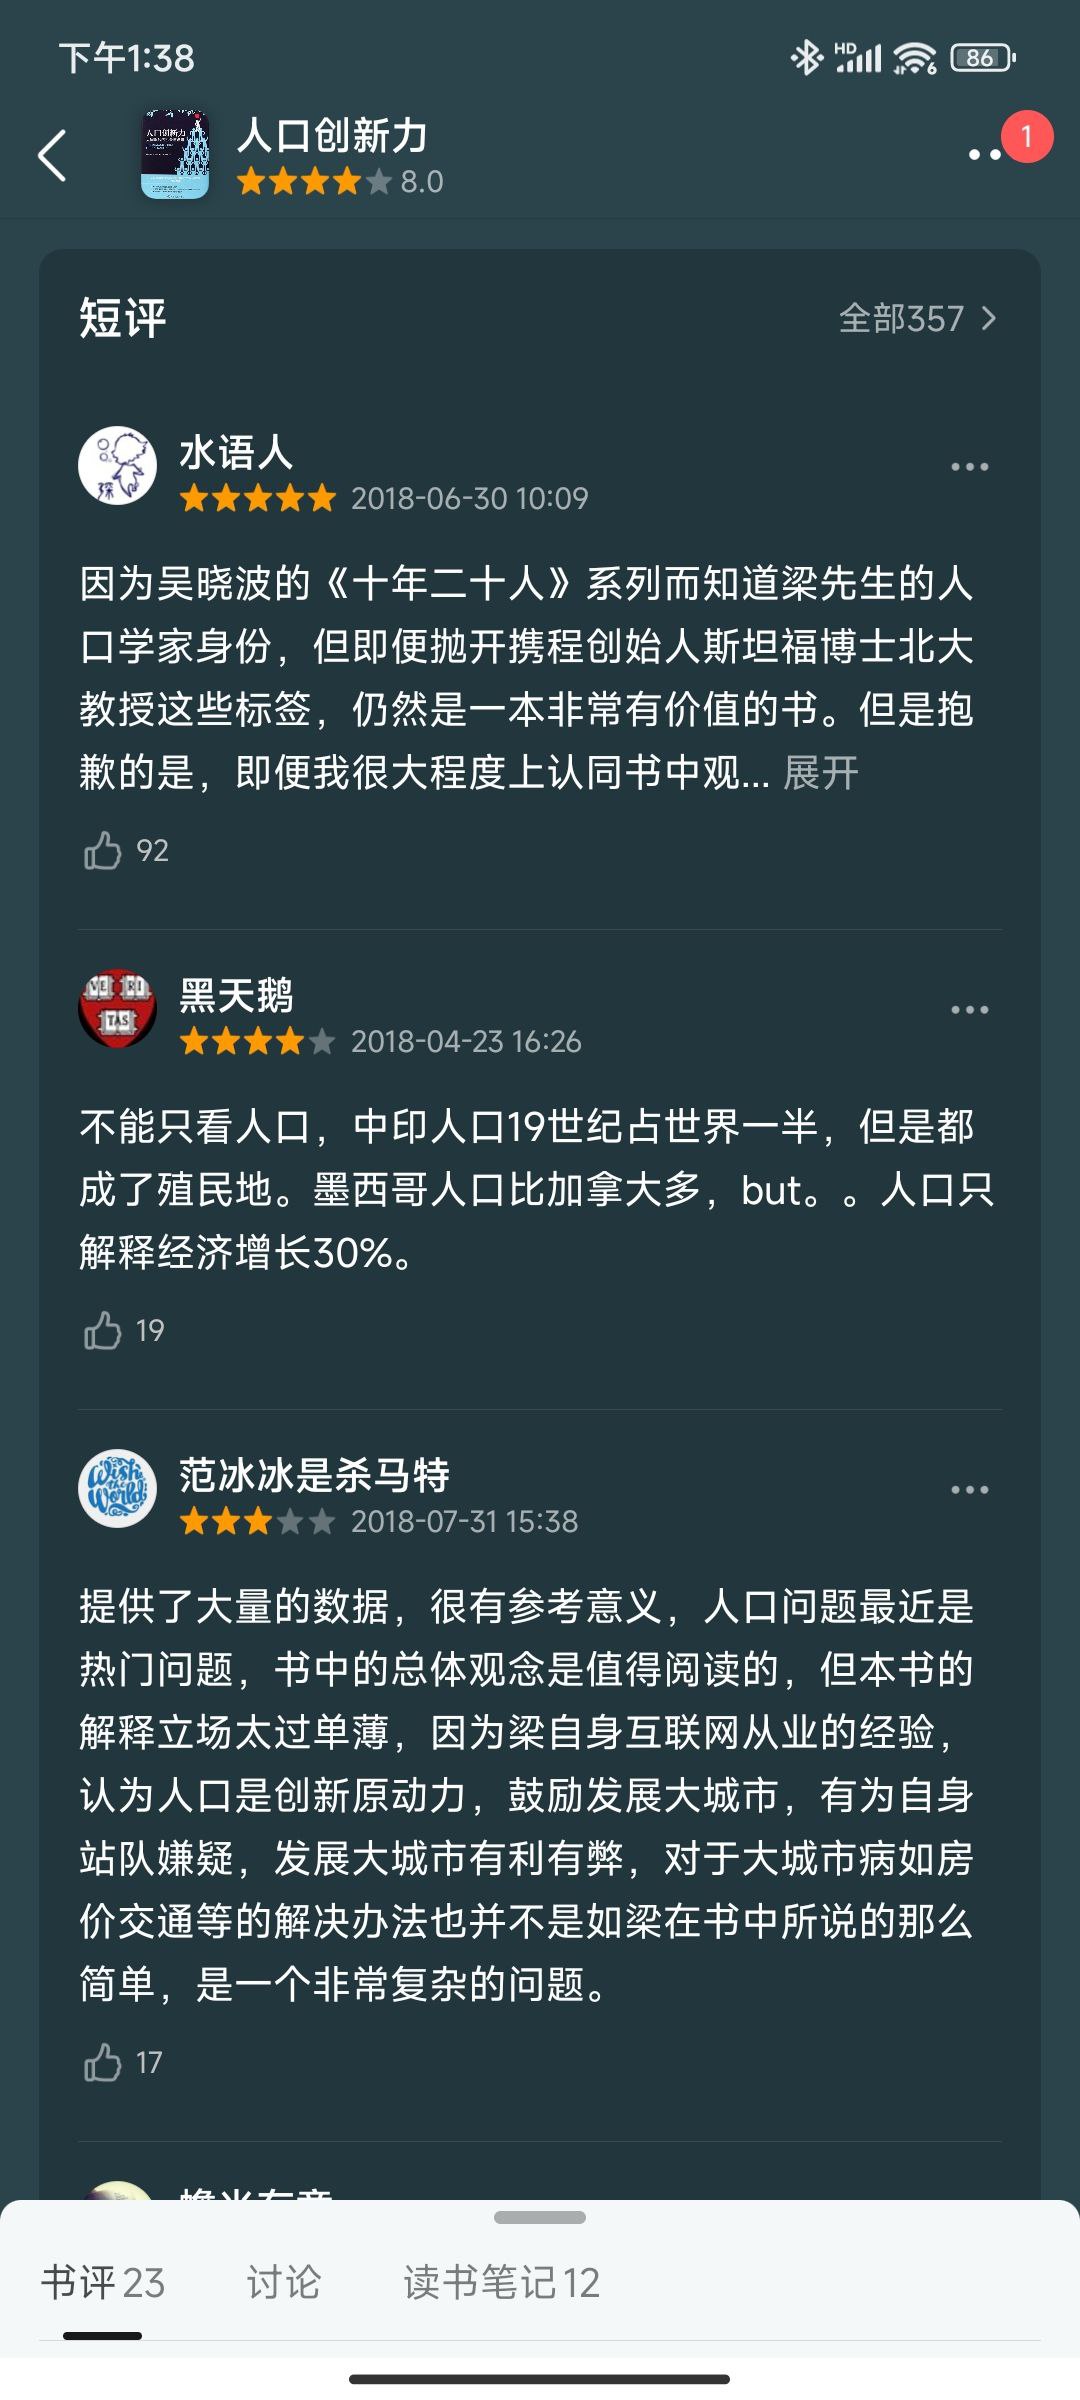 下午1:38
HD
6
86
人口创新力
人口创新力
8.0
1
短评
全部357
水语人
2018-06-30 10:09
因为吴晓波的《十年二十人》系列而知道梁先生的人
口学家身份，但即便抛开携程创始人斯坦福博士北大
教授这些标签，仍然是一本非常有价值的书。但是抱
歉的是，即便我很大程度上认同书中观... 展开
92
VE RI
TAS
黑天鹅
2018-04-23 16:26
不能只看人口，中印人口19世纪占世界一半，但是都
成了殖民地。墨西哥人口比加拿大多，but。。人口只
解释经济增长30%。
19
Wish
the
World
范冰冰是杀马特
2018-07-31 15:38
提供了大量的数据，很有参考意义，人口问题最近是
热门问题，书中的总体观念是值得阅读的，但本书的
解释立场太过单薄，因为梁自身互联网从业的经验，
认为人口是创新原动力，鼓励发展大城市，有为自身
站队嫌疑，发展大城市有利有弊，对于大城市病如房
价交通等的解决办法也并不是如梁在书中所说的那么
简单，是一个非常复杂的问题。
17
书评 23
讨论
读书笔记 12